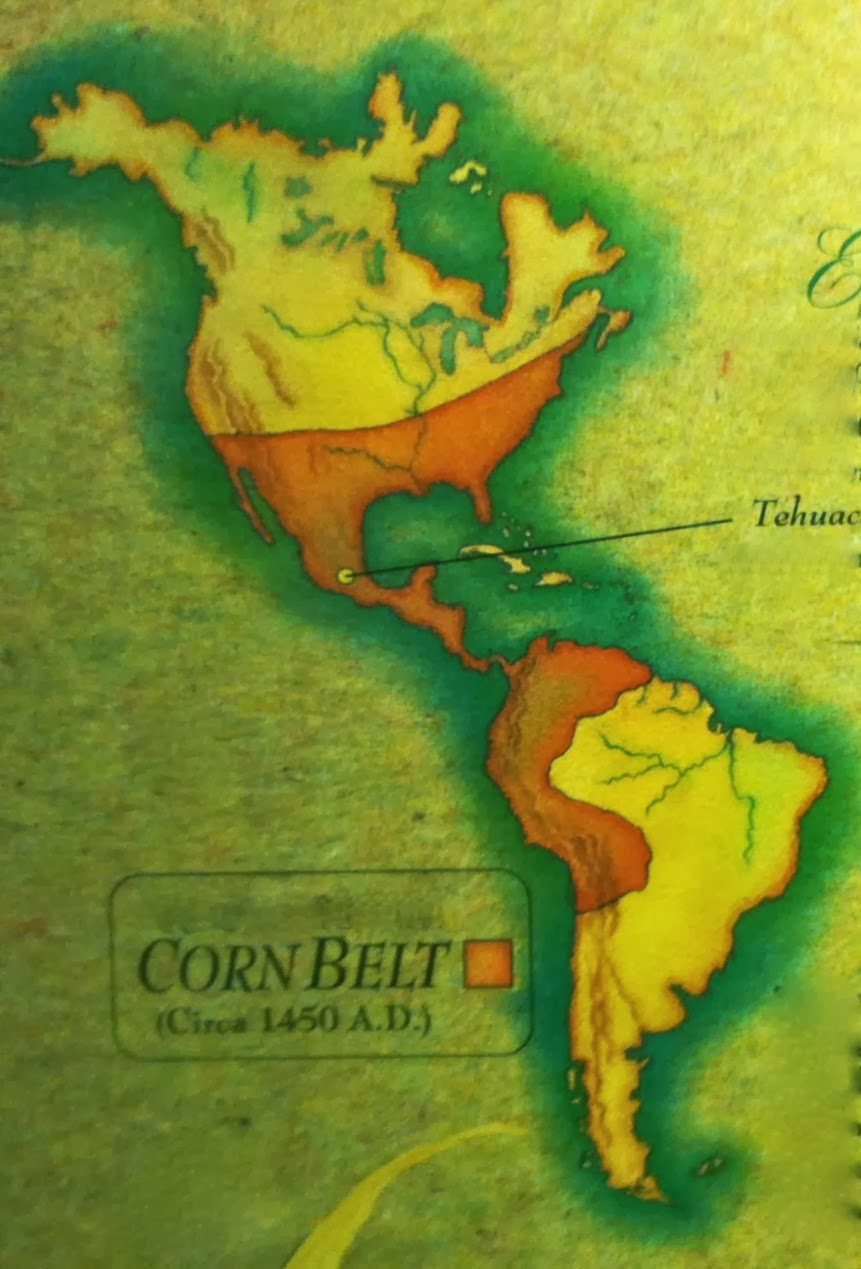 Tehuac
CORN BELT
(Circa 1450 A.D.)